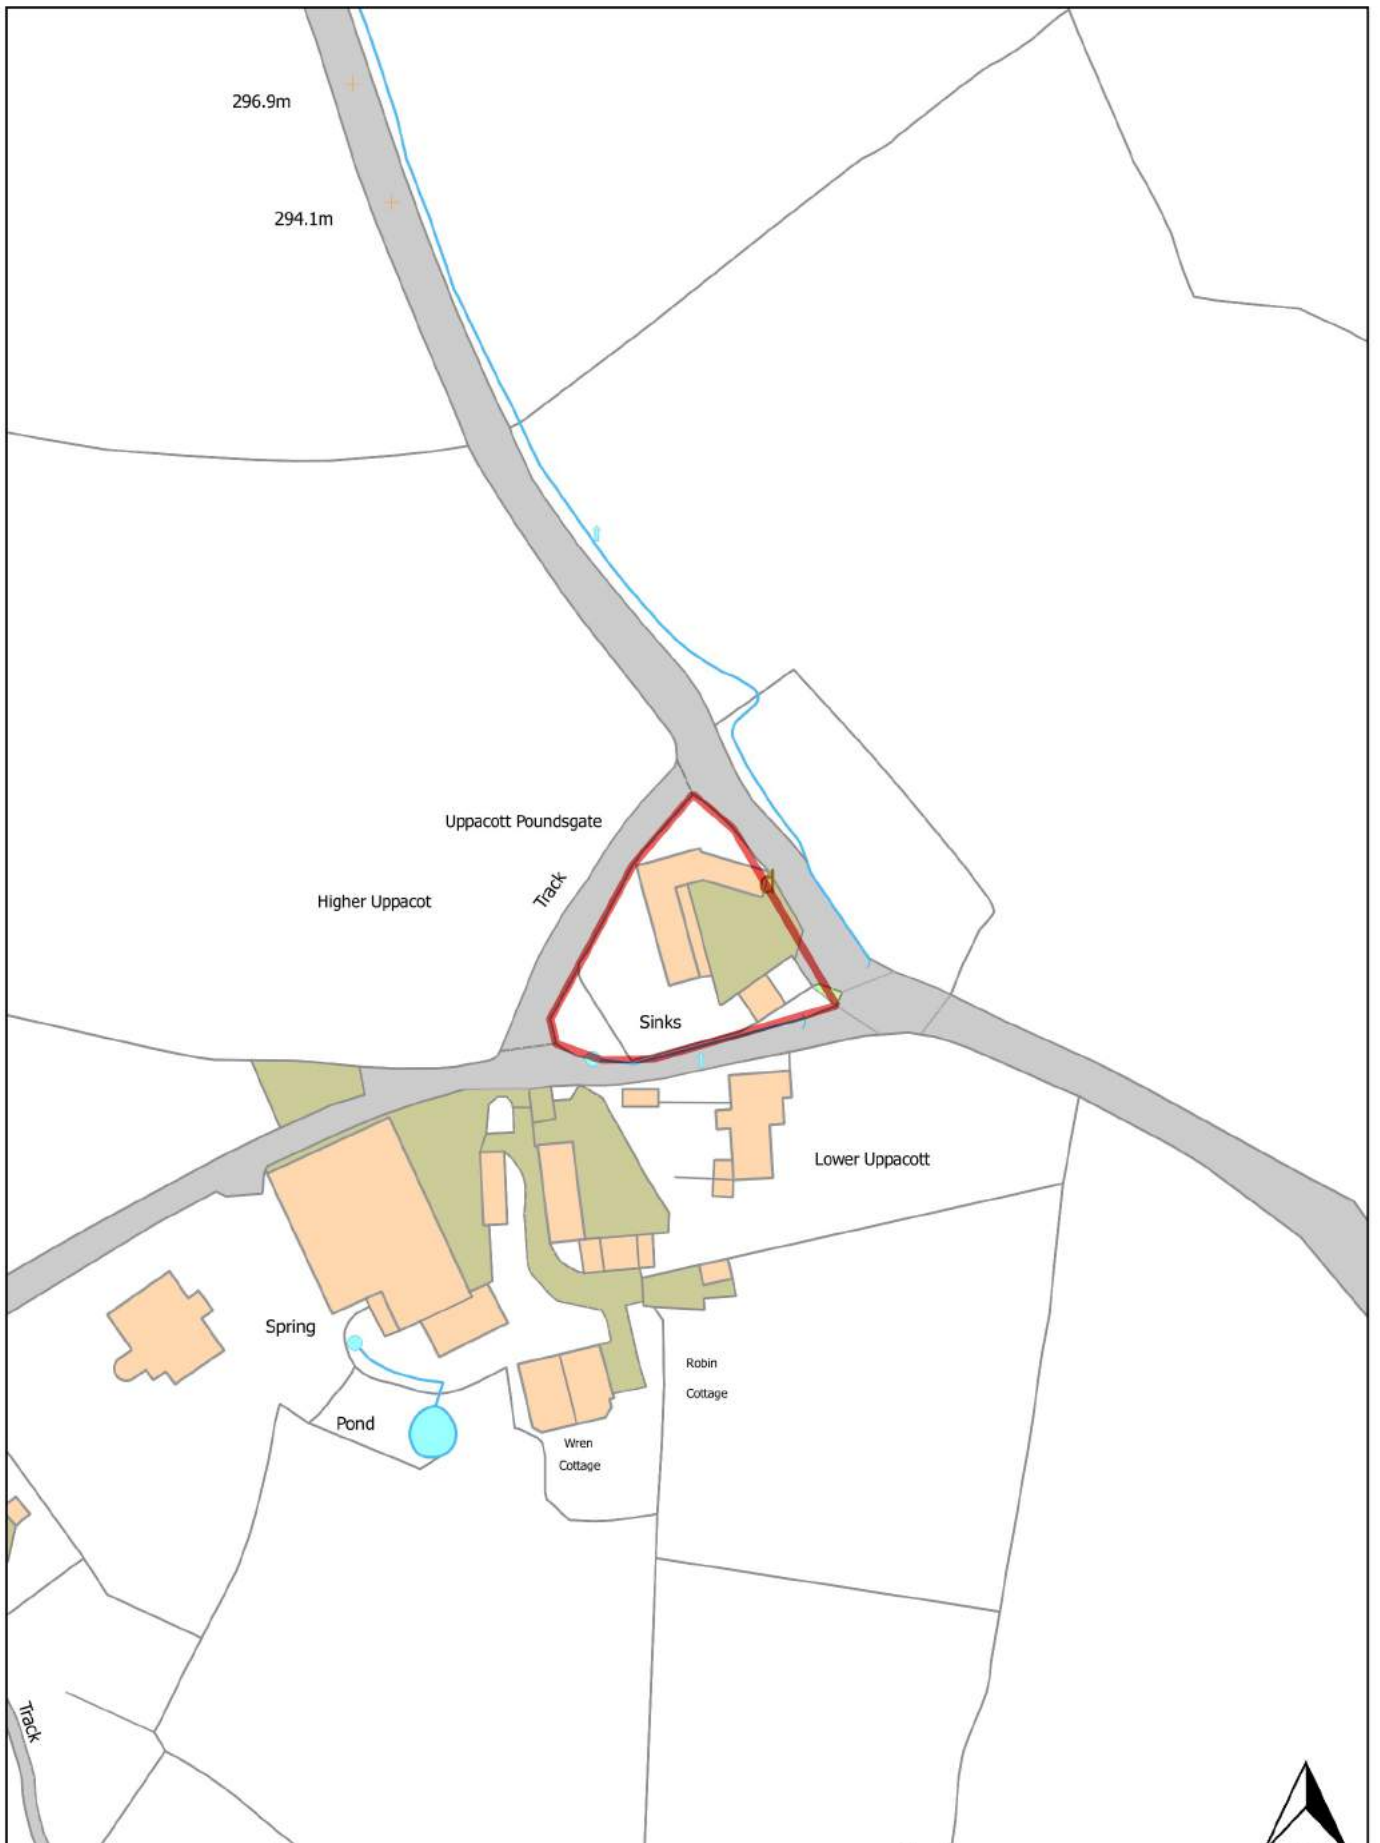 296.9m
294.1m
Uppacott Poundsgate
Track
Higher Uppacot
Sinks
Lower Uppacott
Spring
Robin
Cottage
Pond
Wren
Cottage
Track